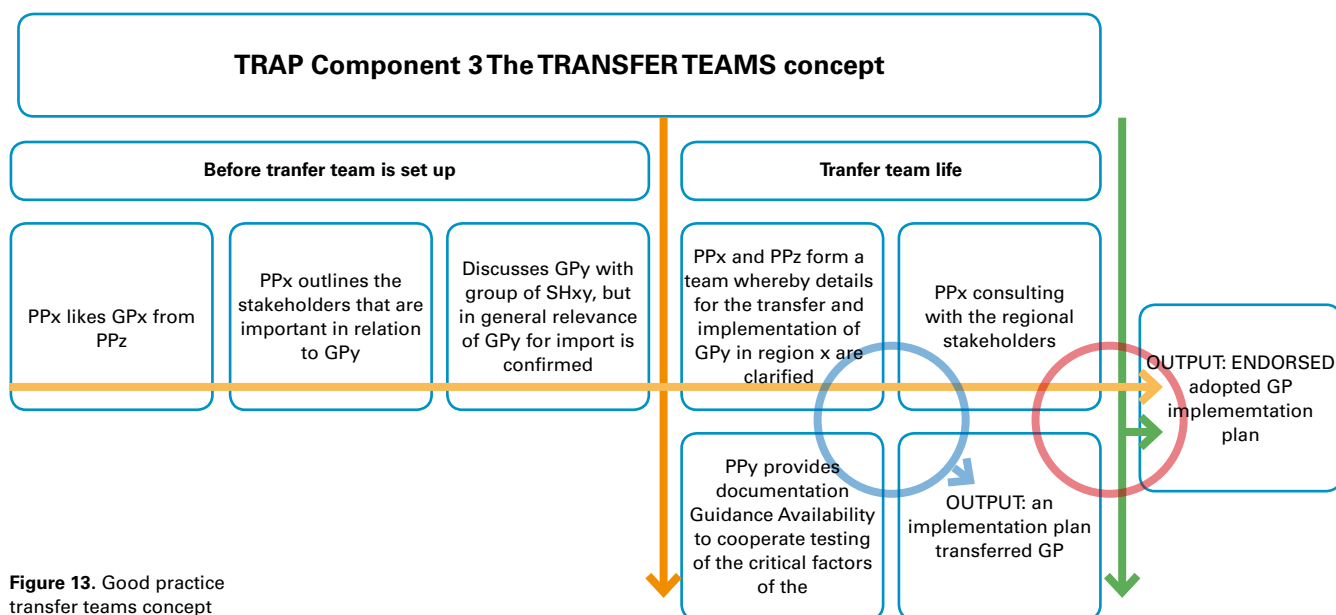 TRAP Component 3 The TRANSFER TEAMS concept
Before tranfer team is set up
Tranfer team life
PPx likes GPx from
PPz
PPx outlines the
stakeholders that are
important in relation
to GPy
Discusses GPy with
group of SHxy, but
in general relevance
of GPy for import is
confirmed
PPx and PPz form a
team whereby details
for the transfer and
implementation of
GPy in region x are
clarified
PPx consulting
with the regional
stakeholders
OUTPUT: ENDORSED
adopted GP
implememtation
plan
PPy provides
documentation
Guidance Availability
to cooperate testing
of the critical factors
of the
OUTPUT: an
implementation plan
transferred GP
Figure 13. Good practice
transfer teams concept